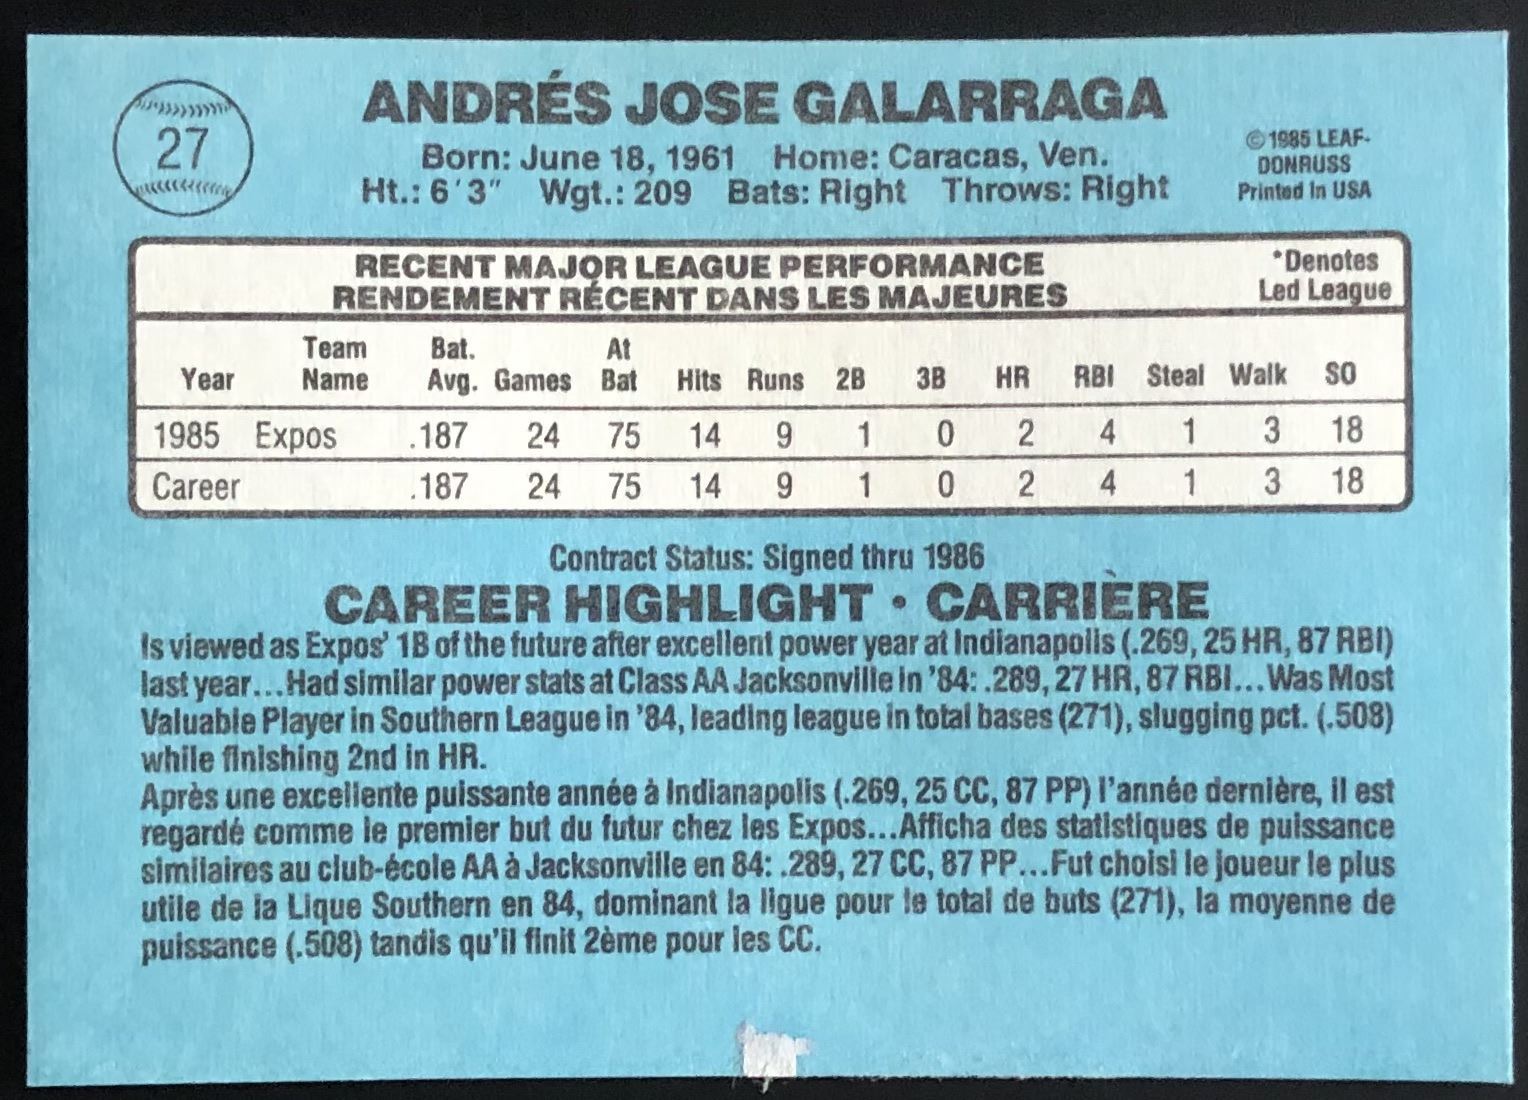 27
ANDRÉS JOSE GALARRAGA
Born: June 18, 1961 Home: Caracas, Ven.
Ht.: 6'3" Wgt.: 209 Bats: Right Throws: Right
©1985 LEAF-
DONRUSS
Printed In USA
RECENT MAJOR LEAGUE PERFORMANCE
RENDEMENT RÉCENT DANS LES MAJEURES
*Denotes
Led League
Year Team Name Bat. Avg. Games At Bat Hits Runs 2B 3B HR RBI Steal Walk SO
1985 Expos .187 24 75 14 9 1 0 2 4 1 3 18
Career .187 24 75 14 9 1 0 2 4 1 3 18
Contract Status: Signed thru 1986
CAREER HIGHLIGHT • CARRIÈRE
Is viewed as Expos' 1B of the future after excellent power year at Indianapolis (.269, 25 HR, 87 RBI)
last year...Had similar power stats at Class AA Jacksonville in '84: .289, 27 HR, 87 RBI...Was Most
Valuable Player in Southern League in '84, leading league in total bases (271), slugging pct. (.508)
while finishing 2nd in HR.
Après une excellente puissante année à Indianapolis (.269, 25 CC, 87 PP) l'année dernière, il est
regardé comme le premier but du futur chez les Expos...Afficha des statistiques de puissance
similaires au club-école AA à Jacksonville en 84: .289, 27 CC, 87 PP...Fut choisi le joueur le plus
utile de la Lique Southern en 84, dominant la ligue pour le total de buts (271), la moyenne de
puissance (.508) tandis qu'il finit 2ème pour les CC.